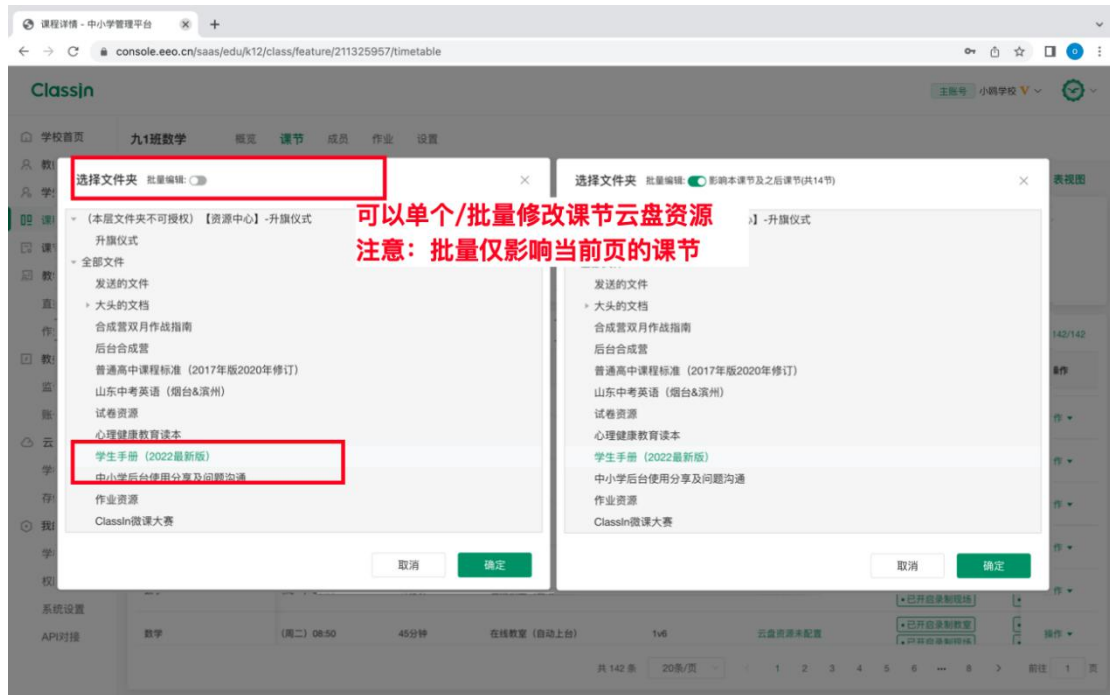 课程详情 - 中小学管理平台
console.eeo.cn/saas/edu/k12/class/feature/211325957/timetable
ClassIn
主账号 小鸥学校 V
学校首页
九1班数学 概览 课节 成员 作业 设置
表视图
选择文件夹 批量编辑:
（本层文件夹不可授权）【资源中心】-升旗仪式
升旗仪式
全部文件
发送的文件
大头的文档
合成营双月作战指南
后台合成营
普通高中课程标准（2017年版2020年修订）
山东中考英语（烟台&滨州）
试卷资源
心理健康教育读本
学生手册（2022最新版）
中小学后台使用分享及问题沟通
作业资源
ClassIn微课大赛
取消 确定
选择文件夹 批量编辑: 影响本课节及之后课节(共14节)
】-升旗仪式
可以单个/批量修改课节云盘资源
注意：批量仅影响当前页的课节
发送的文件
大头的文档
合成营双月作战指南
后台合成营
普通高中课程标准（2017年版2020年修订）
山东中考英语（烟台&滨州）
试卷资源
心理健康教育读本
学生手册（2022最新版）
中小学后台使用分享及问题沟通
作业资源
ClassIn微课大赛
取消 确定
142/142
系统设置
API对接
已开启录制现场
数学 (周二) 08:50 45分钟 在线教室（自动上台） 1v6 云盘资源未配置 已开启录制教室 操作
已开启录制现场
共 142 条 20条/页 1 2 3 4 5 6 ••• 8 前往 1 页